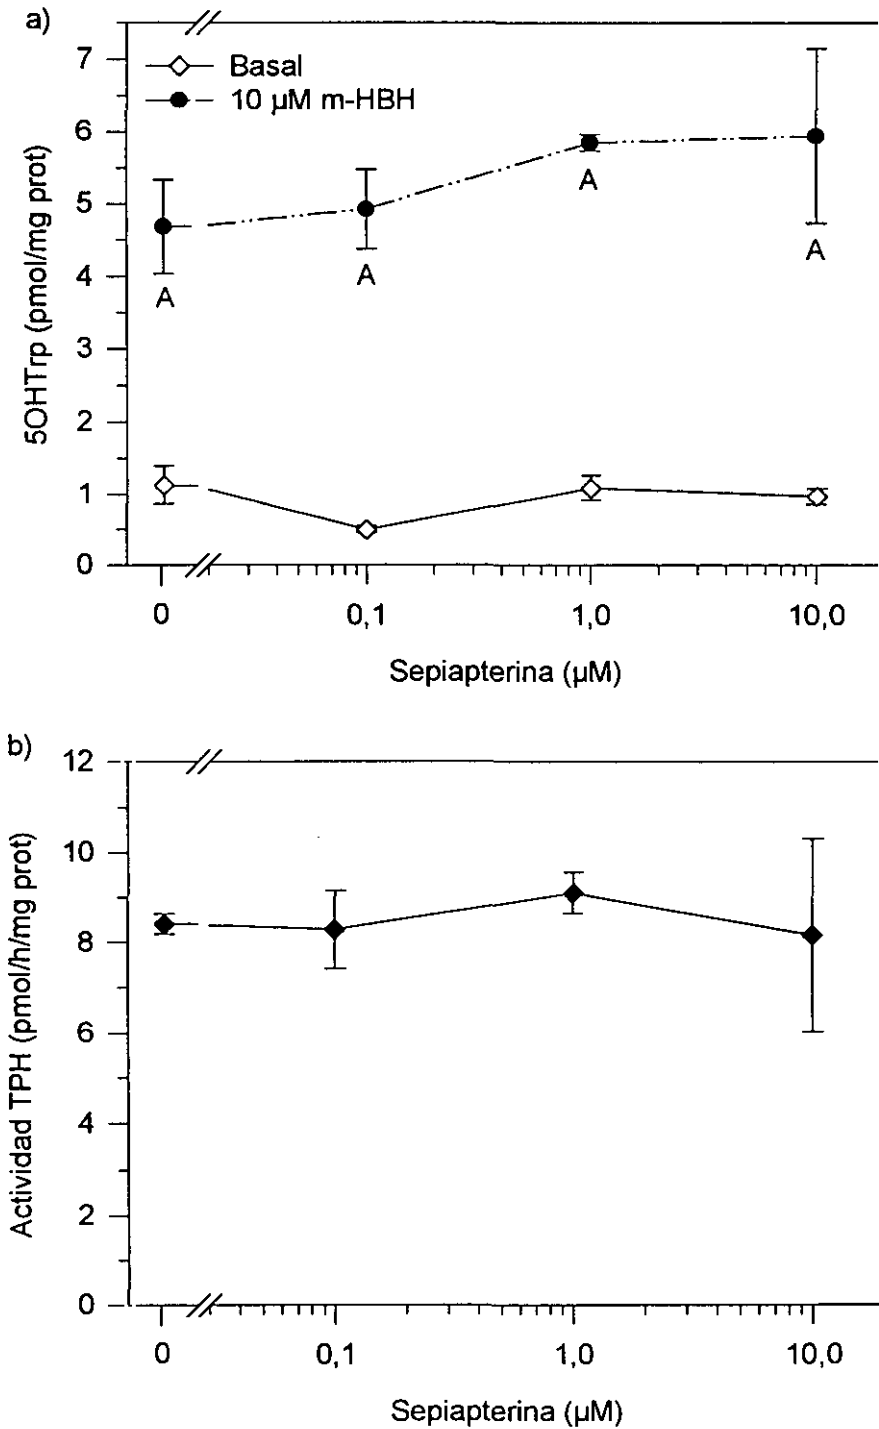 a)
7
6
5
4
3
2
1
0
5OHTrp (pmol/mg prot)
Basal
10 µM m-HBH
A
A
A
A
0
0,1
1,0
10,0
Sepiapterina (µM)
b)
12
10
8
6
4
2
0
Actividad TPH (pmol/h/mg prot)
0
0,1
1,0
10,0
Sepiapterina (µM)